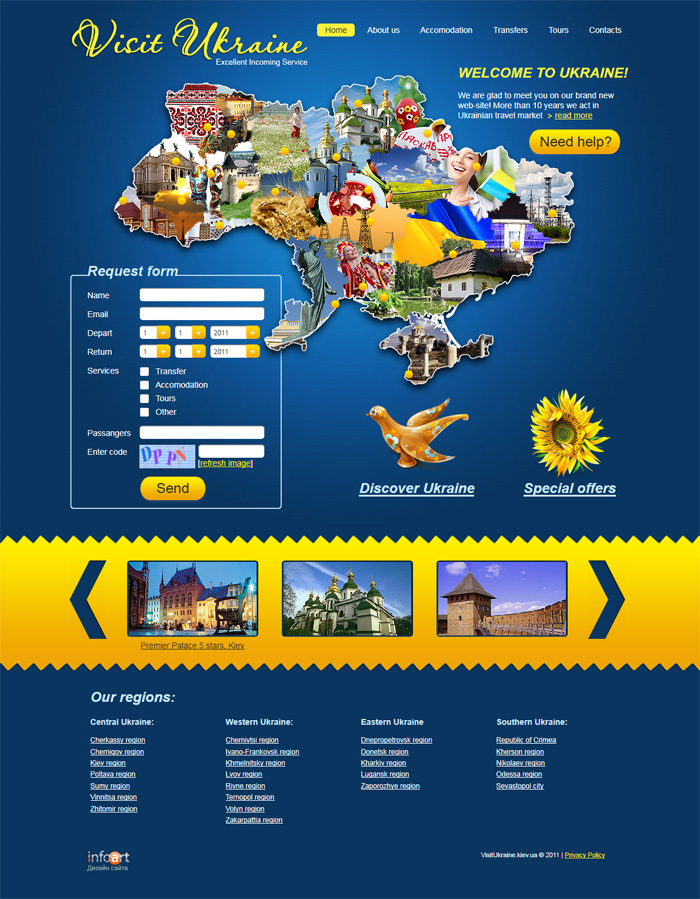 Visit Ukraine
Excellent Incoming Service
Home About us Accomodation Transfers Tours Contacts
WELCOME TO UKRAINE!
We are glad to meet you on our brand new
web-site! More than 10 years we act in
Ukrainian travel market > read more
Need help?
Request form
Name
Email
Depart 1 1 2011
Return 1 1 2011
Services Transfer
Accomodation
Tours
Other
Passangers
Enter code
[refresh image]
Send
Discover Ukraine
Special offers
Premier Palace 5 stars, Kiev
Our regions:
Central Ukraine:
Cherkassy region
Chernigov region
Kiev region
Poltava region
Sumy region
Vinnitsa region
Zhitomir region
Western Ukraine:
Chernivtsi region
Ivano-Frankovsk region
Khmelnitsky region
Lvov region
Rivne region
Ternopol region
Volyn region
Zakarpattia region
Eastern Ukraine
Dnepropetrovsk region
Donetsk region
Kharkiv region
Lugansk region
Zaporozhye region
Southern Ukraine:
Republic of Crimea
Kherson region
Nikolaev region
Odessa region
Sevastopol city
infoart
Дизайн сайта
VisitUkraine.kiev.ua © 2011 | Privacy Policy